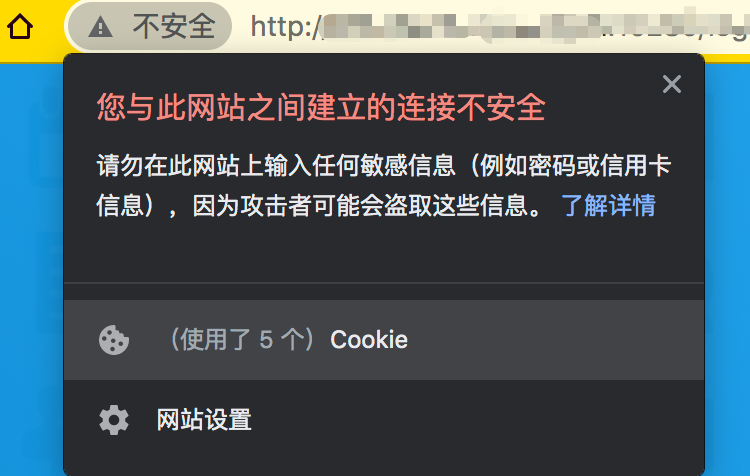 不安全 http:/
您与此网站之间建立的连接不安全
请勿在此网站上输入任何敏感信息（例如密码或信用卡
信息），因为攻击者可能会盗取这些信息。 了解详情
（使用了 5 个） Cookie
网站设置